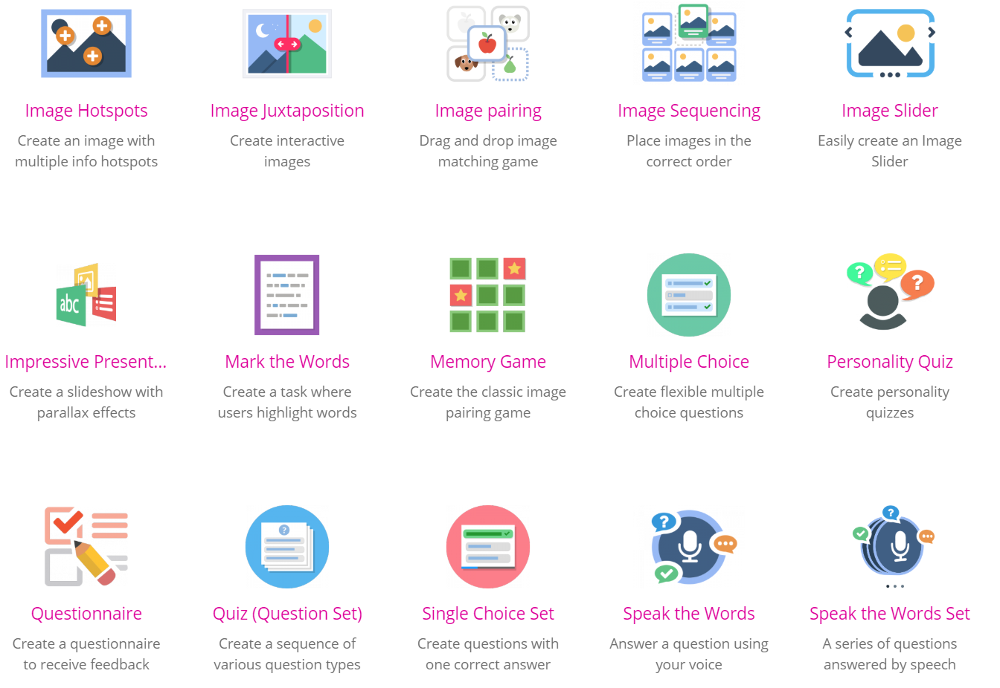 Image Hotspots
Create an image with
multiple info hotspots
Image Juxtaposition
Create interactive
images
Image pairing
Drag and drop image
matching game
Image Sequencing
Place images in the
correct order
Image Slider
Easily create an Image
Slider
abc
Impressive Present...
Create a slideshow with
parallax effects
Mark the Words
Create a task where
users highlight words
Memory Game
Create the classic image
pairing game
Multiple Choice
Create flexible multiple
choice questions
? ?
Personality Quiz
Create personality
quizzes
Questionnaire
Create a questionnaire
to receive feedback
?
Quiz (Question Set)
Create a sequence of
various question types
Single Choice Set
Create questions with
one correct answer
?
Speak the Words
Answer a question using
your voice
?
Speak the Words Set
A series of questions
answered by speech